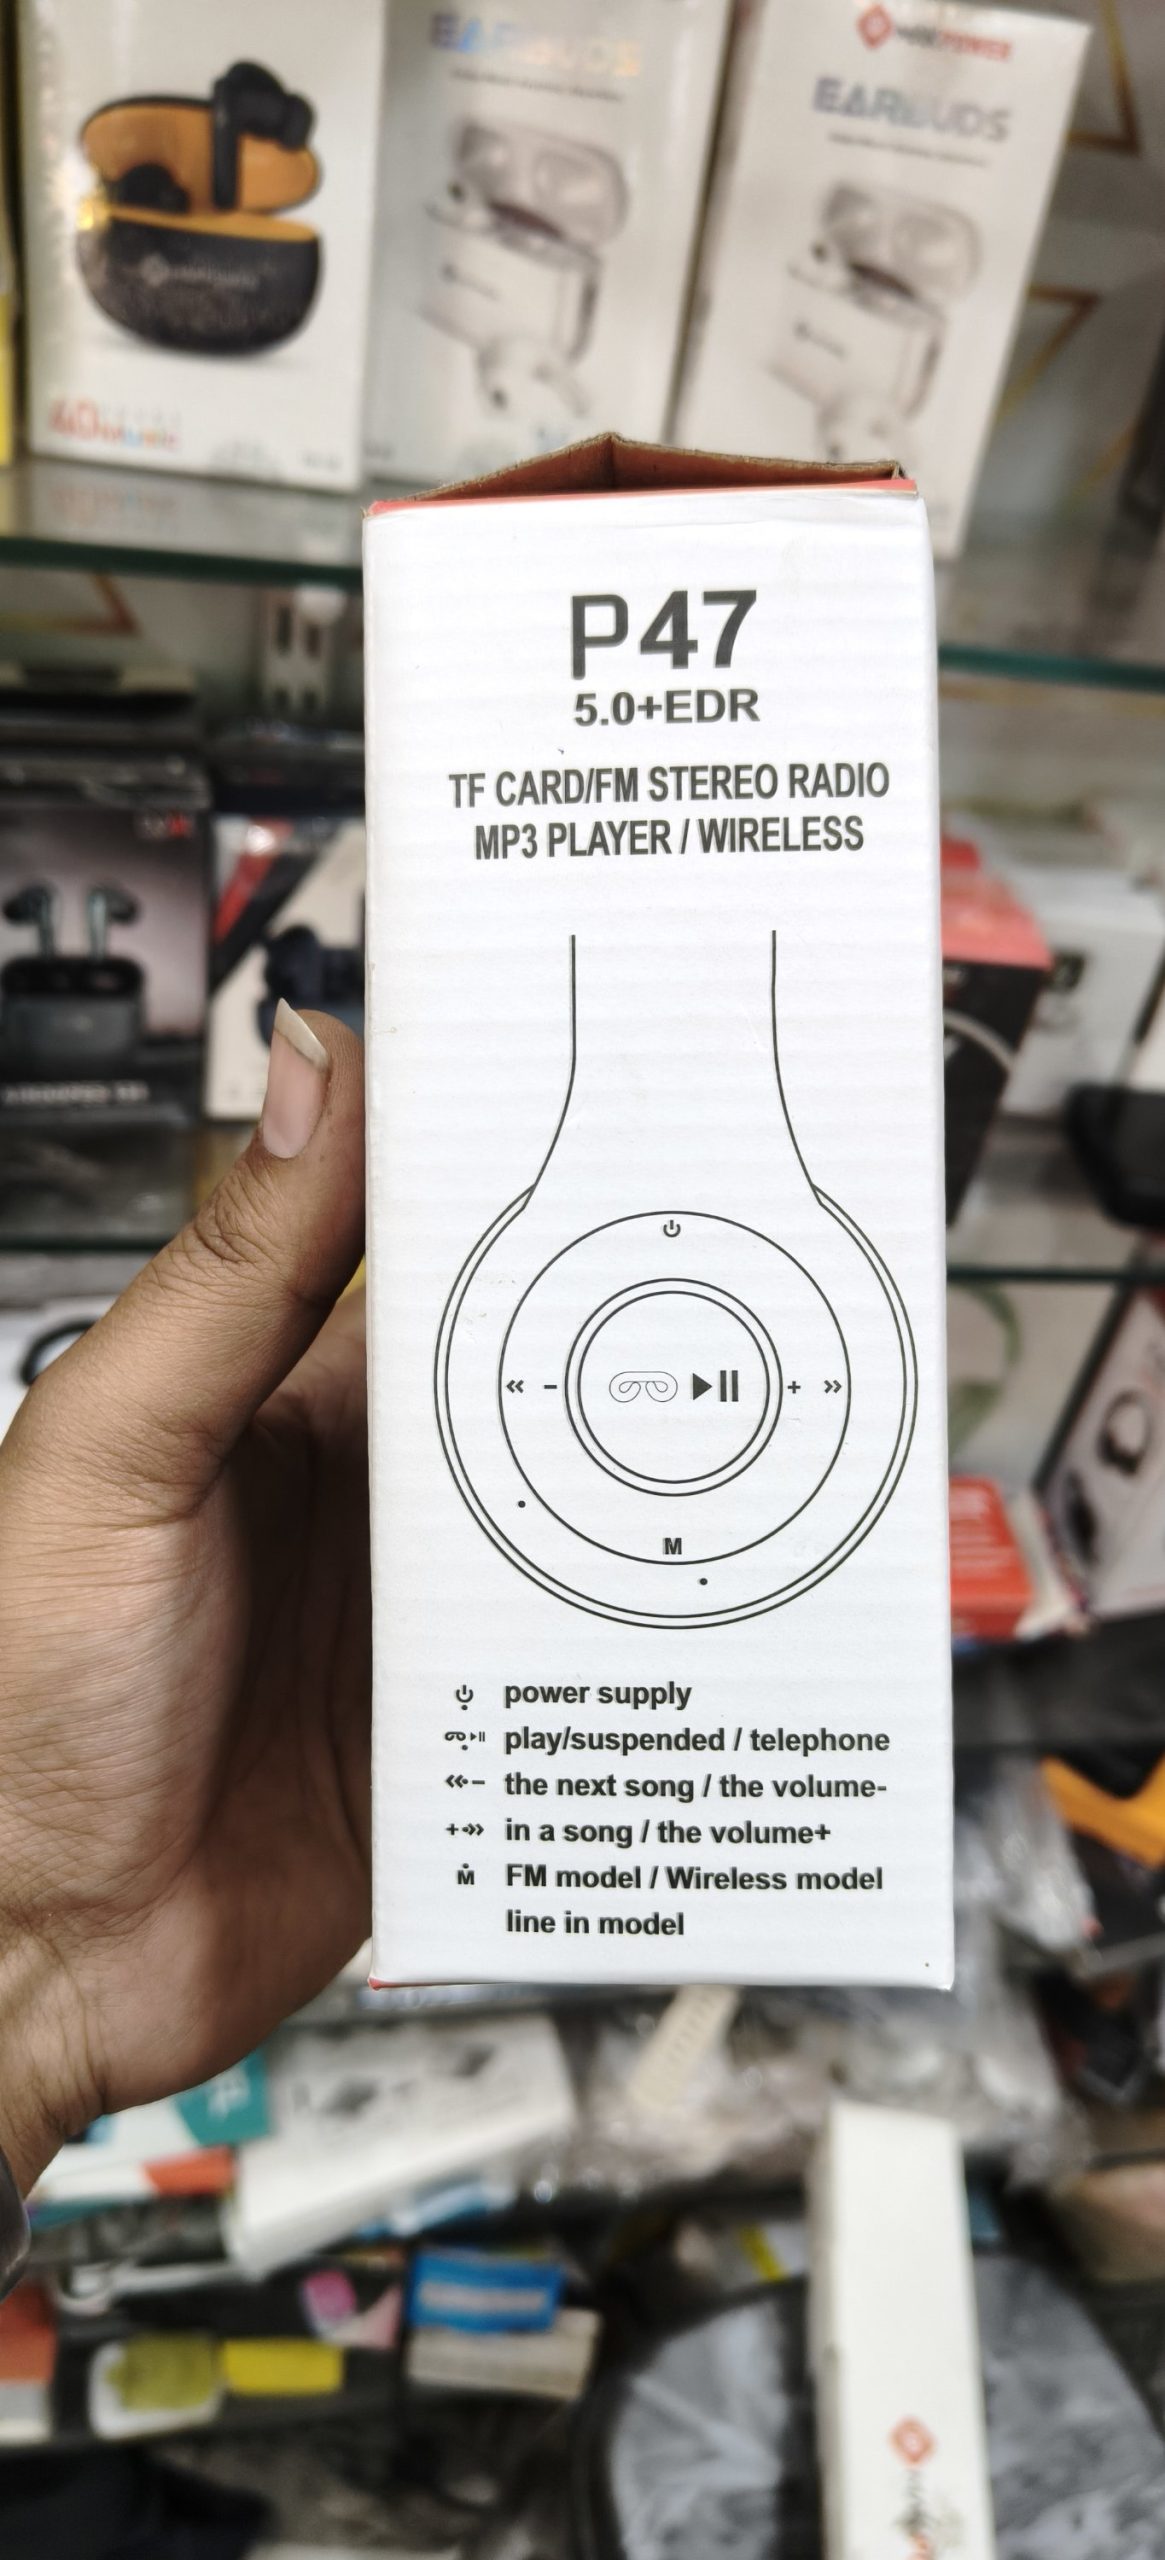 POWER
EARBUDS
EARBUDS
P47
5.0+EDR
TF CARD/FM STEREO RADIO
MP3 PLAYER / WIRELESS
M
power supply
play/suspended / telephone
the next song / the volume-
in a song / the volume+
M FM model / Wireless model
line in model